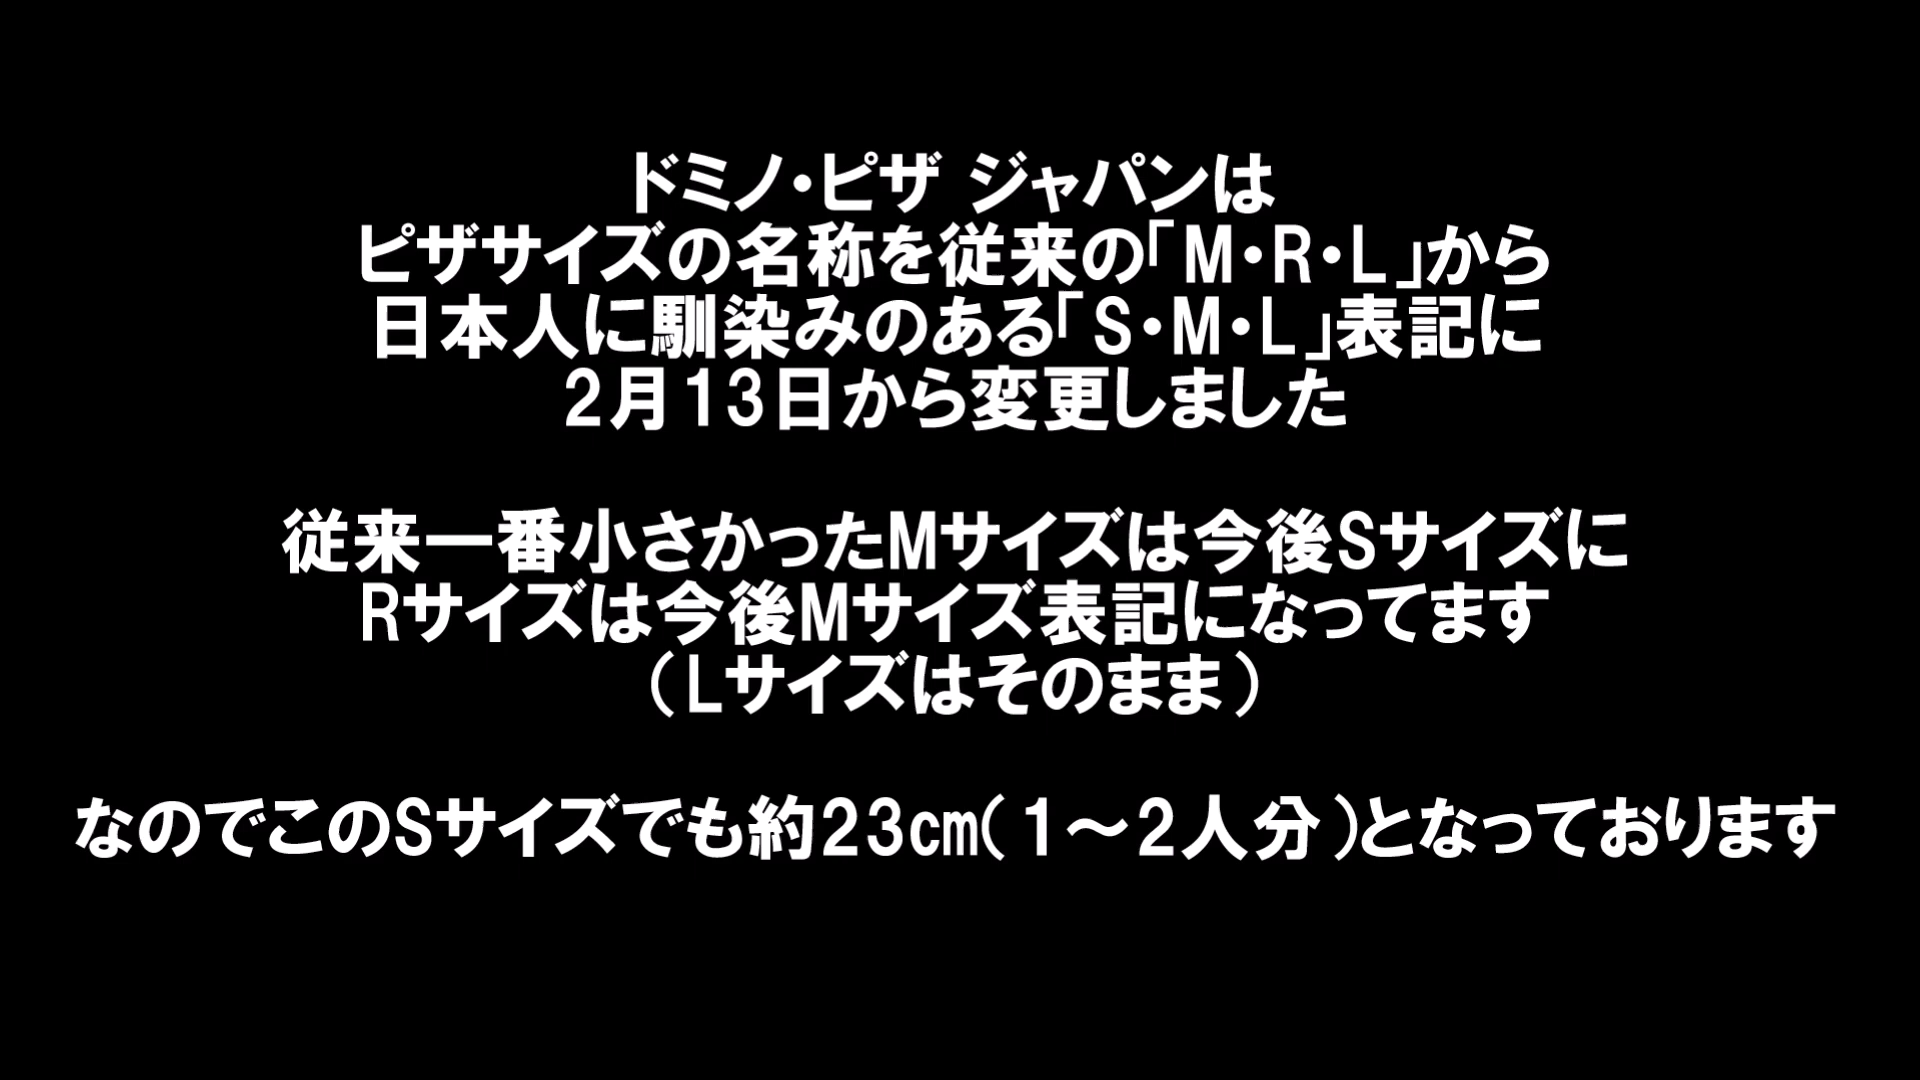 ドミノ・ピザ ジャパンは
ピザサイズの名称を従来の「M・R・L」から
日本人に馴染みのある「S・M・L」表記に
2月13日から変更しました
従来一番小さかったMサイズは今後Sサイズに
Rサイズは今後Mサイズ表記になってます
（Lサイズはそのまま）
なのでこのSサイズでも約23㎝（1～2人分）となっております